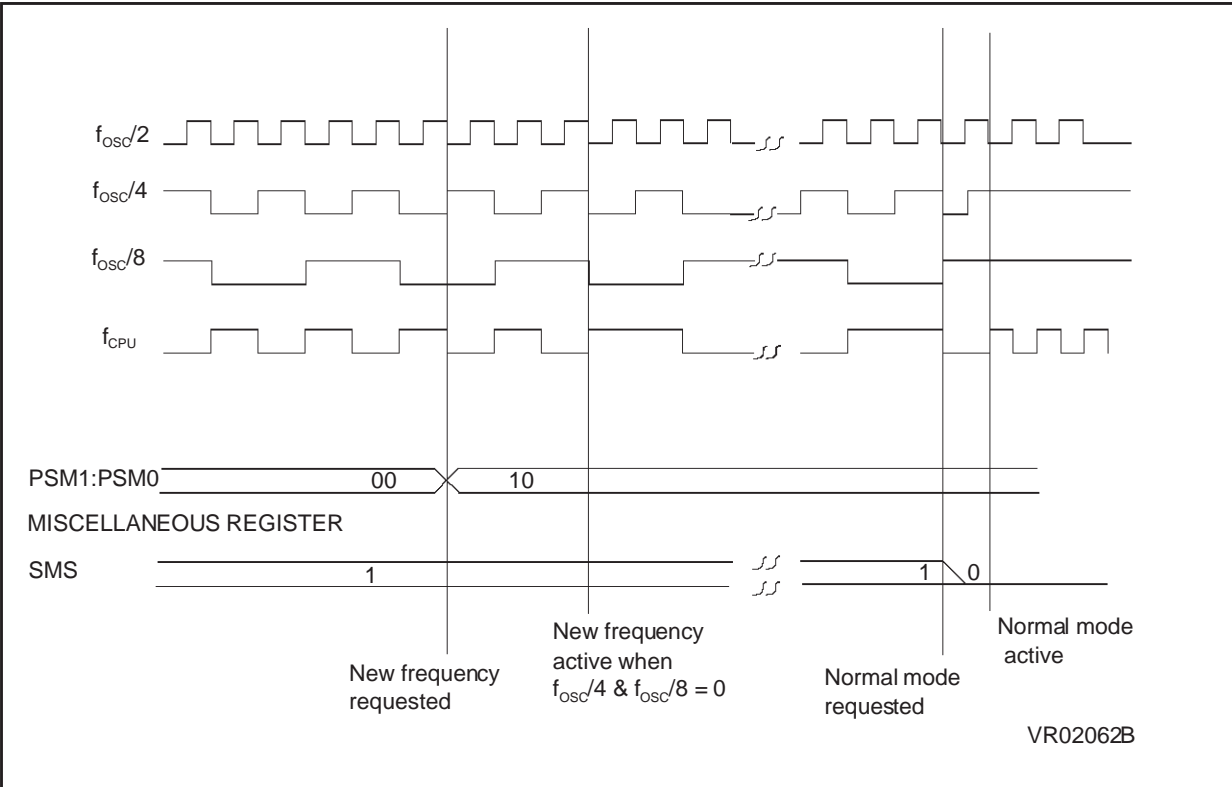 fOSC/2
fOSC/4
fOSC/8
fCPU
PSM1:PSM0
00
10
MISCELLANEOUS REGISTER
SMS
1
1
0
New frequency
requested
New frequency
active when
fOSC/4 & fOSC/8 = 0
Normal mode
requested
Normal mode
active
VR02062B